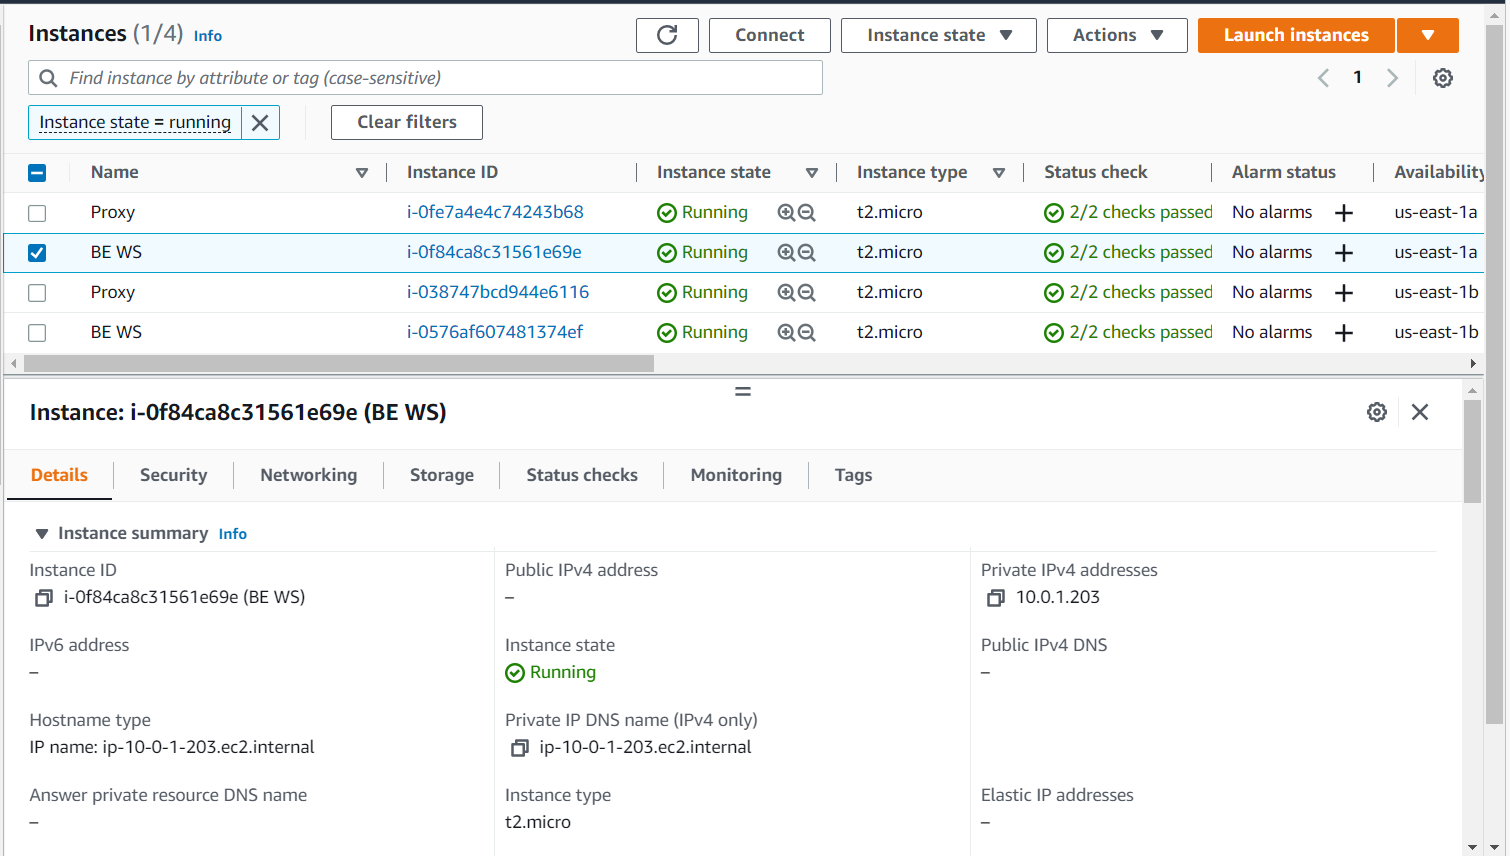 Instances (1/4) Info
Connect
Instance state
Actions
Launch instances
Find instance by attribute or tag (case-sensitive)
1
Instance state = running
Clear filters
Name Instance ID Instance state Instance type Status check Alarm status Availability
Proxy i-0fe7a4e4c74243b68 Running t2.micro 2/2 checks passed No alarms us-east-1a
BE WS i-0f84ca8c31561e69e Running t2.micro 2/2 checks passed No alarms us-east-1a
Proxy i-038747bcd944e6116 Running t2.micro 2/2 checks passed No alarms us-east-1b
BE WS i-0576af607481374ef Running t2.micro 2/2 checks passed No alarms us-east-1b
Instance: i-0f84ca8c31561e69e (BE WS)
Details Security Networking Storage Status checks Monitoring Tags
Instance summary Info
Instance ID
i-0f84ca8c31561e69e (BE WS)
Public IPv4 address
–
Private IPv4 addresses
10.0.1.203
IPv6 address
–
Instance state
Running
Public IPv4 DNS
–
Hostname type
IP name: ip-10-0-1-203.ec2.internal
Private IP DNS name (IPv4 only)
ip-10-0-1-203.ec2.internal
Answer private resource DNS name
–
Instance type
t2.micro
Elastic IP addresses
–